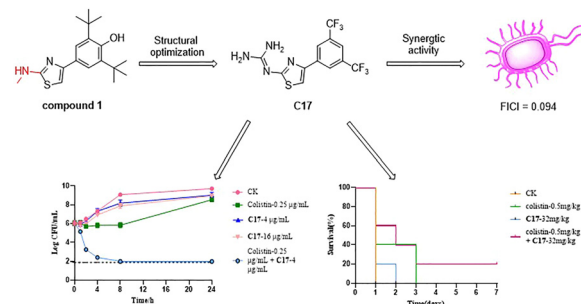 Structural
optimization
Synergetic
activity
OH
HN
N
S
compound 1
NH₂
H₂N
N
N
S
CF₃
CF₃
C17
FICI = 0.094
Log CFU/mL
10
8
6
4
2
0
0
4
8
12
16
20
24
Time/h
CK
Colistin-0.25 µg/mL
C17-4 µg/mL
C17-16 µg/mL
Colistin-0.25
µg/mL + C17-4
µg/mL
Survival(%)
100
80
60
40
20
0
0
1
2
3
4
5
6
7
Time(days)
CK
colistin-0.5mg/kg
C17-32mg/kg
colistin-0.5mg/kg
+ C17-32mg/kg